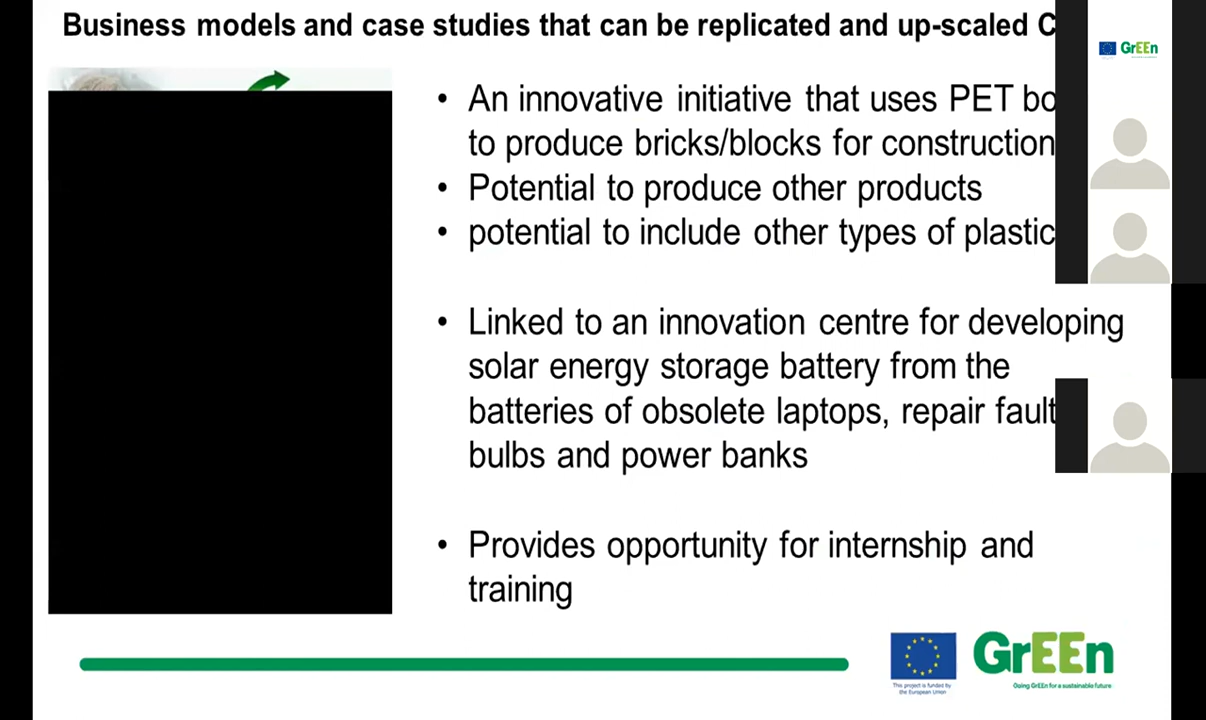 Business models and case studies that can be replicated and up-scaled C
GrEEn
• An innovative initiative that uses PET bo
to produce bricks/blocks for construction
• Potential to produce other products
• potential to include other types of plastic
• Linked to an innovation centre for developing
solar energy storage battery from the
batteries of obsolete laptops, repair fault
bulbs and power banks
• Provides opportunity for internship and
training
GrEEn
This project is funded by
the European Union
Going GrEEn for a sustainable future